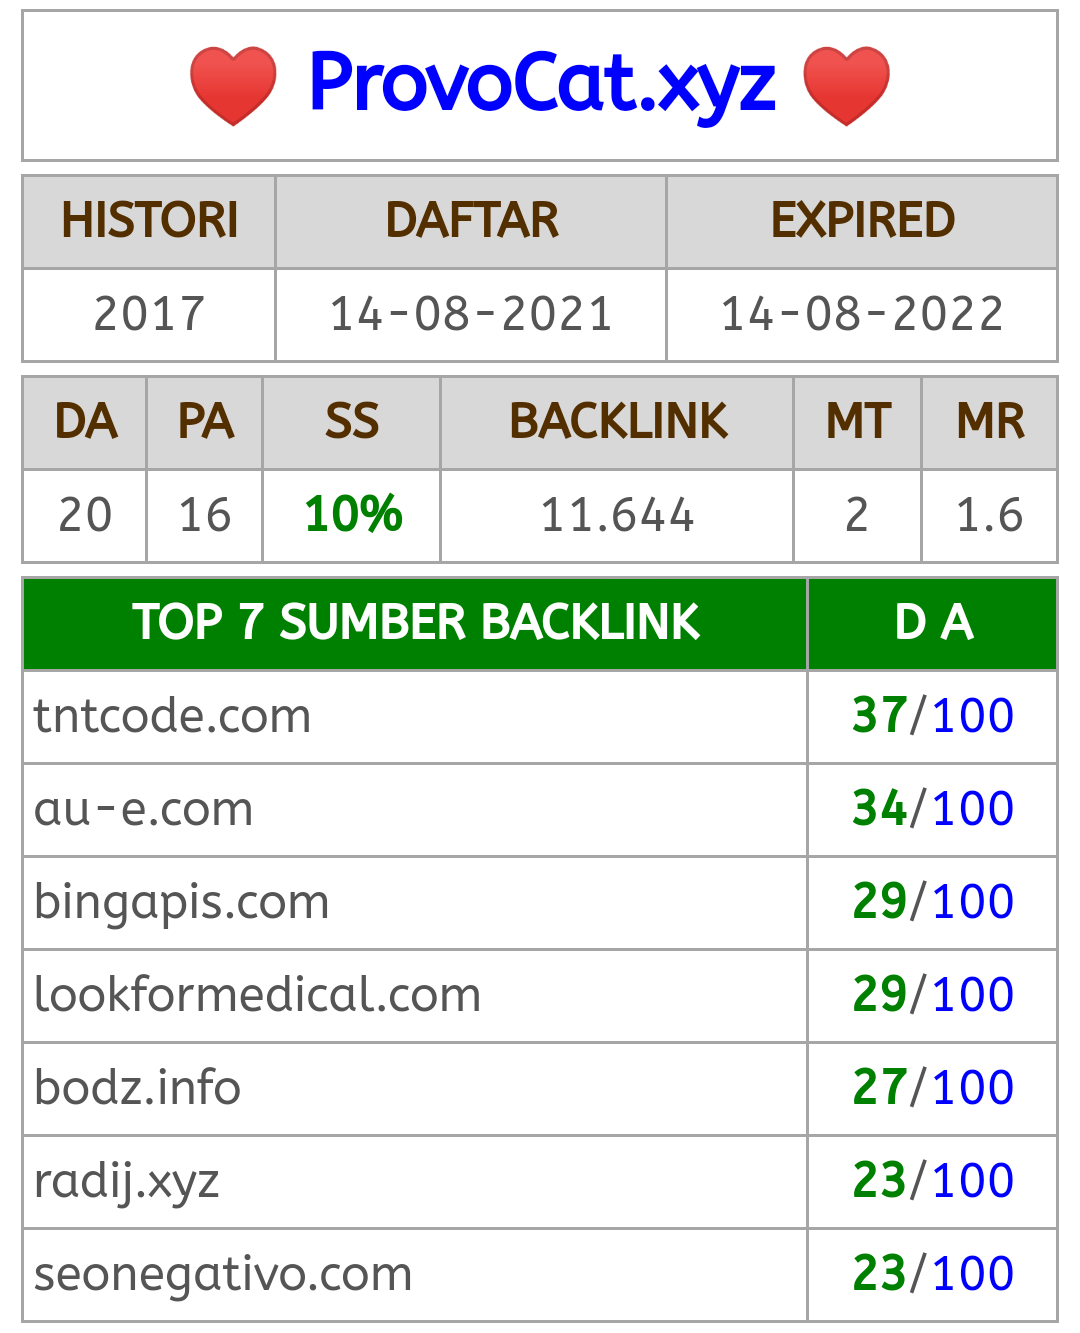 ProvoCat.xyz
HISTORI DAFTAR EXPIRED
2017 14-08-2021 14-08-2022
DA PA SS BACKLINK MT MR
20 16 10% 11.644 2 1.6
TOP 7 SUMBER BACKLINK D A
tntcode.com 37/100
au-e.com 34/100
bingapis.com 29/100
lookformedical.com 29/100
bodz.info 27/100
radij.xyz 23/100
seonegativo.com 23/100